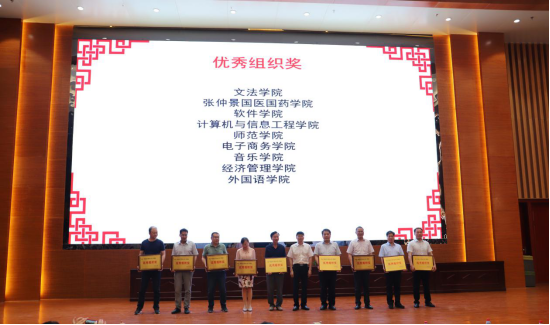 优秀组织奖
文法学院
张仲景国医国药学院
软件学院
计算机与信息工程学院
师范学院
电子商务学院
音乐学院
经济管理学院
外国语学院